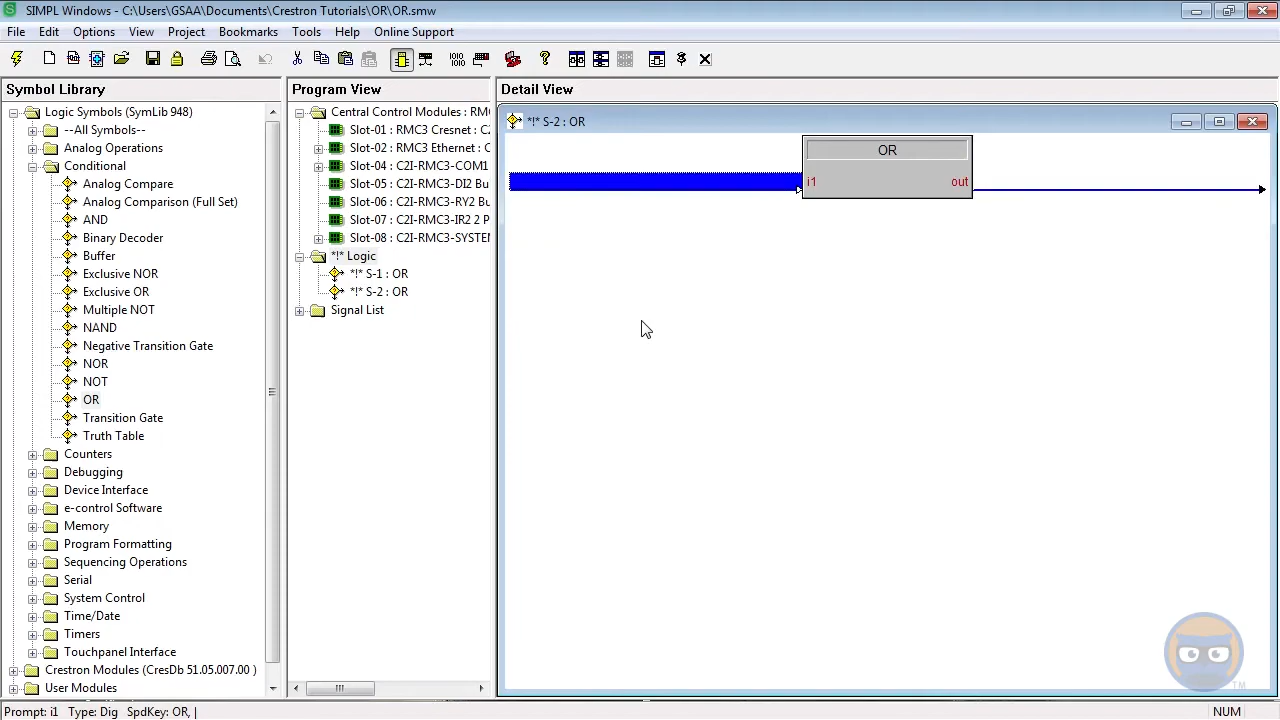 SIMPL Windows - C:\Users\GSAA\Documents\Crestron Tutorials\OR\OR.smw
File Edit Options View Project Bookmarks Tools Help Online Support
Symbol Library
Logic Symbols (SymLib 948)
--All Symbols--
Analog Operations
Conditional
Analog Compare
Analog Comparison (Full Set)
AND
Binary Decoder
Buffer
Exclusive NOR
Exclusive OR
Multiple NOT
NAND
Negative Transition Gate
NOR
NOT
OR
Transition Gate
Truth Table
Counters
Debugging
Device Interface
e-control Software
Memory
Program Formatting
Sequencing Operations
Serial
System Control
Time/Date
Timers
Touchpanel Interface
Crestron Modules (CresDb 51.05.007.00 )
User Modules
Program View
Central Control Modules : RM
Slot-01 : RMC3 Cresnet : C2
Slot-02 : RMC3 Ethernet : C
Slot-04 : C2I-RMC3-COM1
Slot-05 : C2I-RMC3-DI2 Bu
Slot-06 : C2I-RMC3-RY2 Bu
Slot-07 : C2I-RMC3-IR2 2 P
Slot-08 : C2I-RMC3-SYSTEM
*!* Logic
*!* S-1 : OR
*!* S-2 : OR
Signal List
Detail View
*!* S-2 : OR
OR
i1 out
TM
Prompt: i1 Type: Dig SpdKey: OR, |
NUM